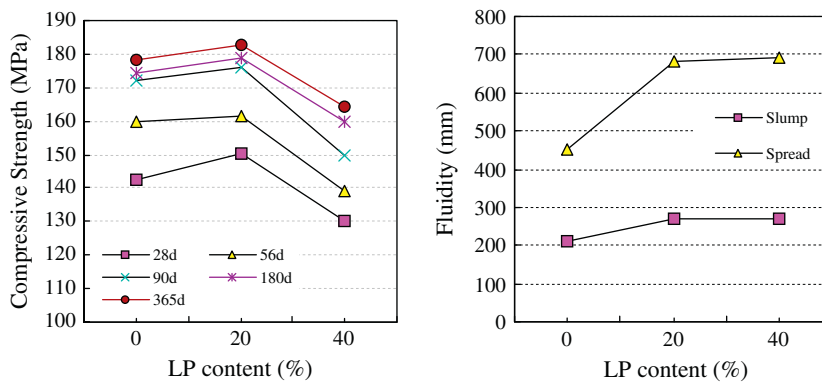 Compressive Strength (MPa)
190
180
170
160
150
140
130
120
110
100
28d
56d
90d
180d
365d
0
20
40
LP content (%)
Fluidity (mm)
800
700
600
500
400
300
200
100
0
Slump
Spread
0
20
40
LP content (%)